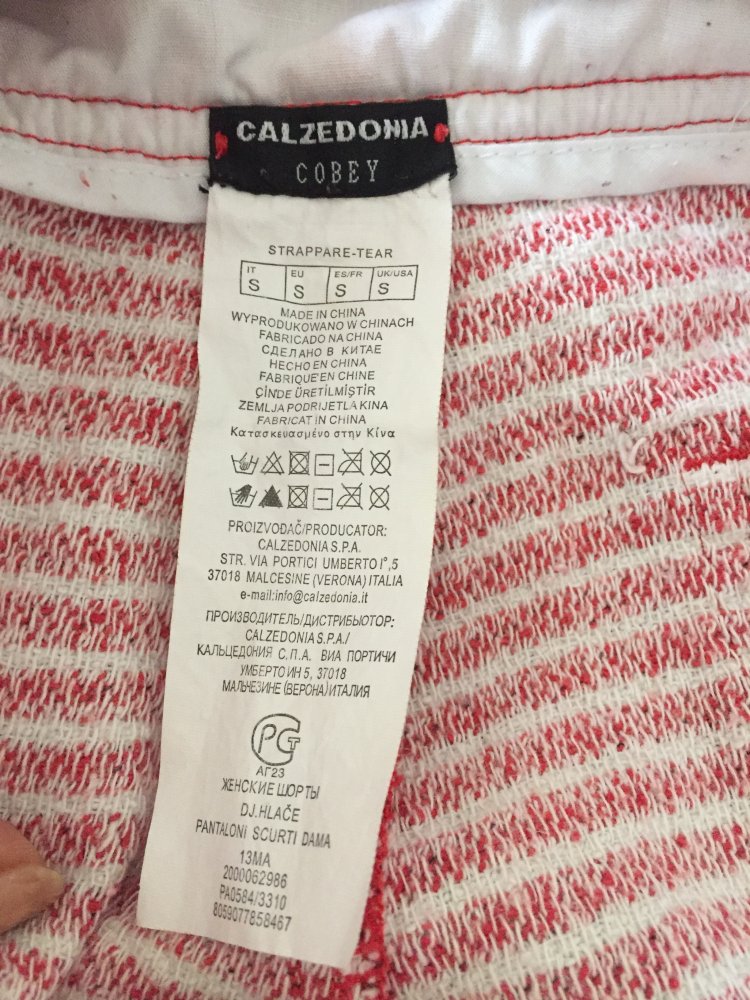 CALZEDONIA
COBEY
STRAPPARE-TEAR
IT EU ES/FR UK/USA
S S S S
MADE IN CHINA
WYPRODUKOWANO W CHINACH
FABRICADO NA CHINA
СДЕЛАНО В КИТАЕ
HECHO EN CHINA
FABRIQUE'EN CHINE
ÇİNDE ÜRETİLMİŞTİR
ZEMLJA PODRIJETLA KINA
FABRICAT IN CHINA
Κατασκευασμένο στην Κίνα
PROIZVOĐAČ/PRODUCATOR:
CALZEDONIA S.P.A.
STR. VIA PORTICI UMBERTO I°,5
37018 MALCESINE (VERONA) ITALIA
e-mail:info@calzedonia.it
ПРОИЗВОДИТЕЛЬ/ДИСТРИБЬЮТОР:
CALZEDONIA S.P.A./
КАЛЬЦЕДОНИЯ С.П.А. ВИА ПОРТИЧИ
УМБЕРТО ИН 5, 37018
МАЛЬЧЕЗИНЕ (ВЕРОНА) ИТАЛИЯ
РСТ
АГ23
ЖЕНСКИЕ ШОРТЫ
DJ.HLAČE
PANTALONI SCURTI DAMA
13MA
2000062986
PA0584/3310
8059077858467